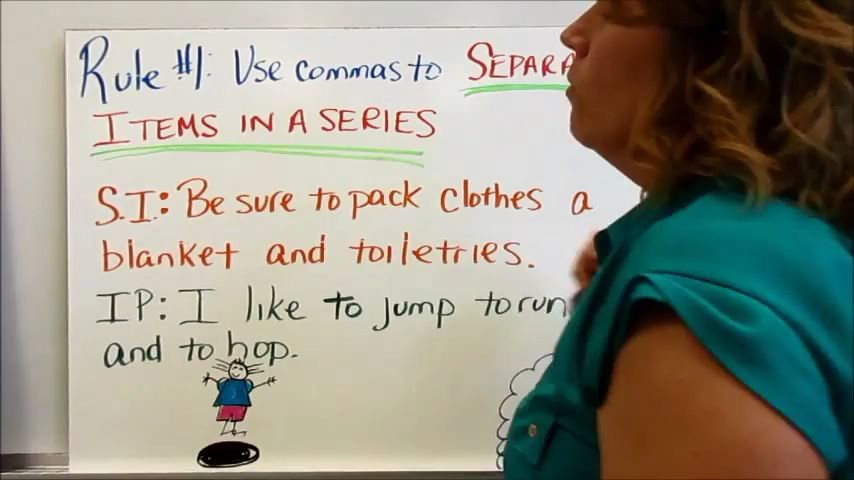 Rule #1: Use commas to SEPARA
ITEMS IN A SERIES
S.I.: Be sure to pack clothes a
blanket and toiletries.
IP: I like to jump to run
and to hop.